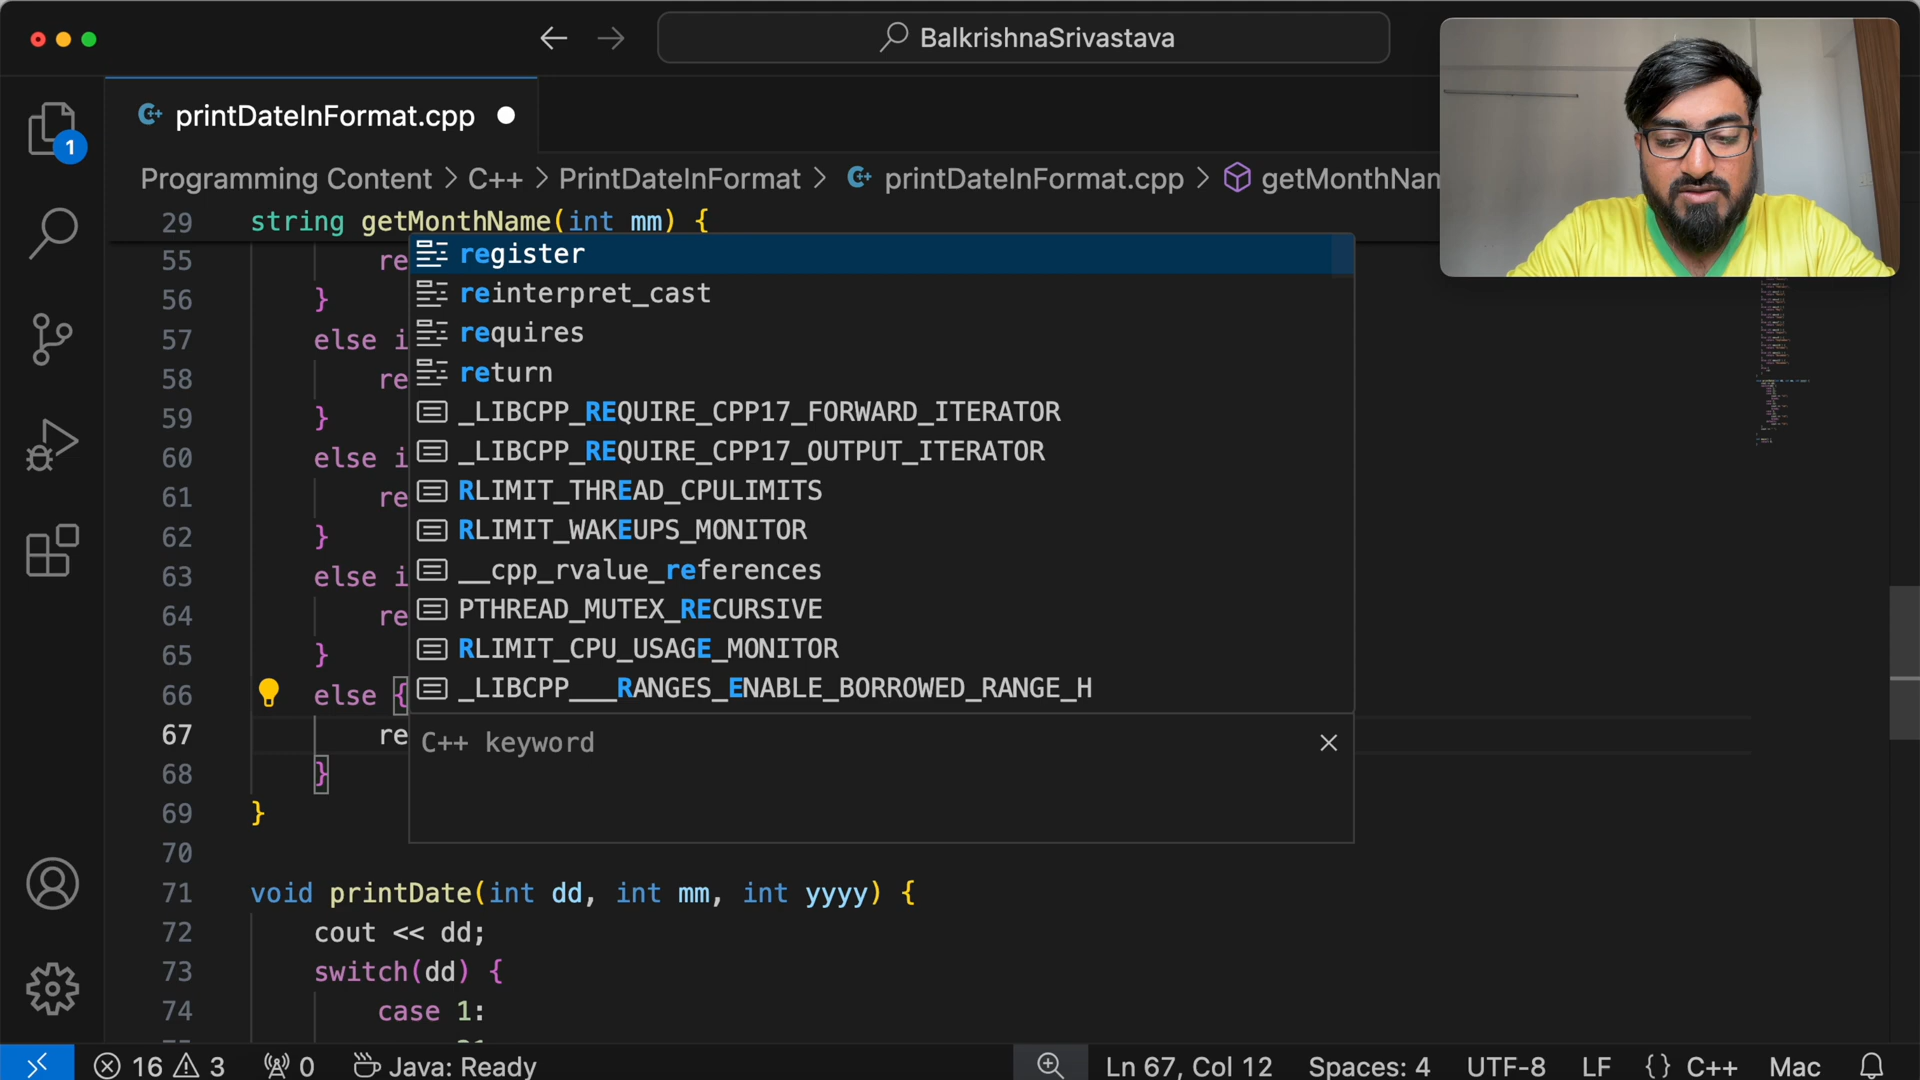 BalkrishnaSrivastava
printDateInFormat.cpp
1
Programming Content > C++ > PrintDateInFormat > printDateInFormat.cpp > getMonthNam
29 string getMonthName(int mm) {
55 re
56 }
57 else i
58 re
59 }
60 else i
61 re
62 }
63 else i
64 re
65 }
66 else {
67 re
68 }
69 }
70
register
reinterpret_cast
requires
return
_LIBCPP_REQUIRE_CPP17_FORWARD_ITERATOR
_LIBCPP_REQUIRE_CPP17_OUTPUT_ITERATOR
RLIMIT_THREAD_CPULIMITS
RLIMIT_WAKEUPS_MONITOR
__cpp_rvalue_references
PTHREAD_MUTEX_RECURSIVE
RLIMIT_CPU_USAGE_MONITOR
_LIBCPP___RANGES_ENABLE_BORROWED_RANGE_H
C++ keyword
71 void printDate(int dd, int mm, int yyyy) {
72 cout << dd;
73 switch(dd) {
74 case 1:
16 3 0 Java: Ready Ln 67, Col 12 Spaces: 4 UTF-8 LF {} C++ Mac